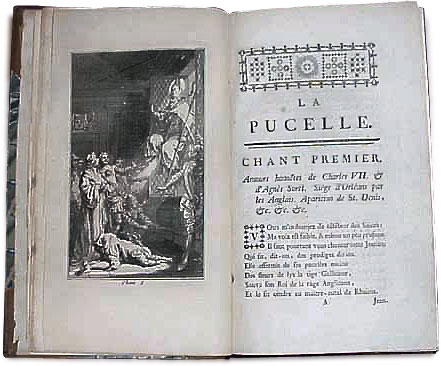 Chant I
LA
PUCELLE.
CHANT PREMIER.
Amours honnêtes de Charles VII. &
d'Agnès Sorel. Siège d'Orléans par
les Anglais. Apparition de St. Denis,
&c. &c. &c.
VOus m'ordonnez de célébrer des Saints:
Ma voix est faible, & même un peu profane.
Il faut pourtant vous chanter cette Jeanne
Qui fit, dit-on, des prodiges divins.
Elle affermit de ses pucelles mains
Des fleurs de lys la tige Gallicane,
Sauva son Roi de la rage Anglicane,
Et le fit oindre au maître-autel de Rheims.
A Jean.